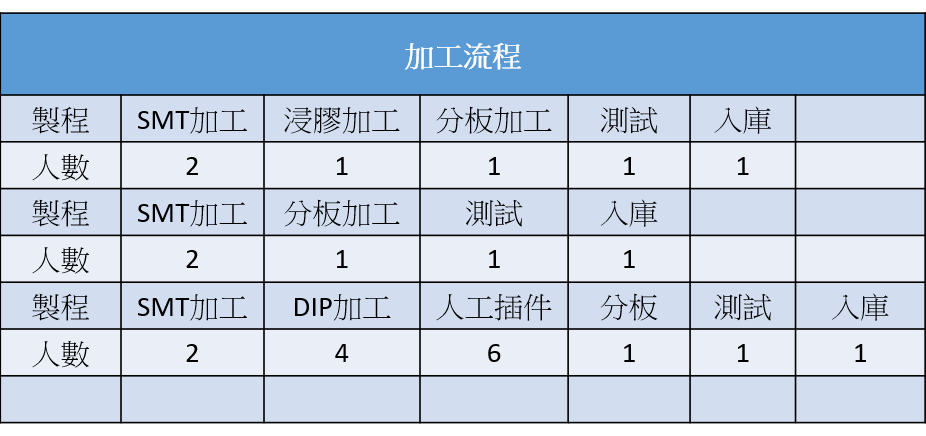 加工流程
製程 SMT加工 浸膠加工 分板加工 測試 入庫
人數 2 1 1 1 1
製程 SMT加工 分板加工 測試 入庫
人數 2 1 1 1
製程 SMT加工 DIP加工 人工插件 分板 測試 入庫
人數 2 4 6 1 1 1